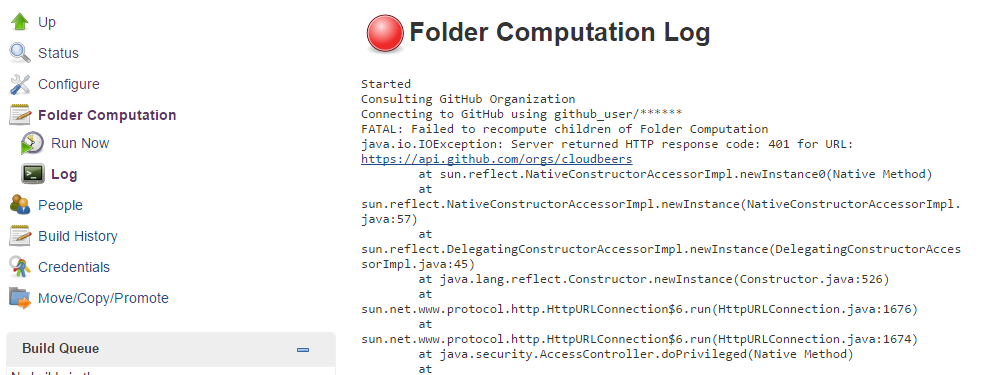 Up
Status
Configure
Folder Computation
Run Now
Log
People
Build History
Credentials
Move/Copy/Promote
Build Queue
Folder Computation Log
Started
Consulting GitHub Organization
Connecting to GitHub using github_user/******
FATAL: Failed to recompute children of Folder Computation
java.io.IOException: Server returned HTTP response code: 401 for URL:
https://api.github.com/orgs/cloudbeers
at sun.reflect.NativeConstructorAccessorImpl.newInstance0(Native Method)
at
sun.reflect.NativeConstructorAccessorImpl.newInstance(NativeConstructorAccessorImpl.
java:57)
at
sun.reflect.DelegatingConstructorAccessorImpl.newInstance(DelegatingConstructorAcces
sorImpl.java:45)
at java.lang.reflect.Constructor.newInstance(Constructor.java:526)
at
sun.net.www.protocol.http.HttpURLConnection$6.run(HttpURLConnection.java:1676)
at
sun.net.www.protocol.http.HttpURLConnection$6.run(HttpURLConnection.java:1674)
at java.security.AccessController.doPrivileged(Native Method)
at